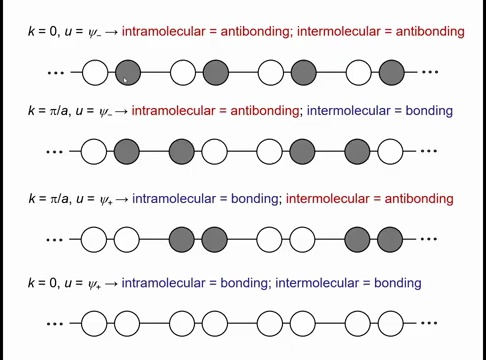 k = 0, u = ψ₋ → intramolecular = antibonding; intermolecular = antibonding
k = π/a, u = ψ₋ → intramolecular = antibonding; intermolecular = bonding
k = π/a, u = ψ₊ → intramolecular = bonding; intermolecular = antibonding
k = 0, u = ψ₊ → intramolecular = bonding; intermolecular = bonding